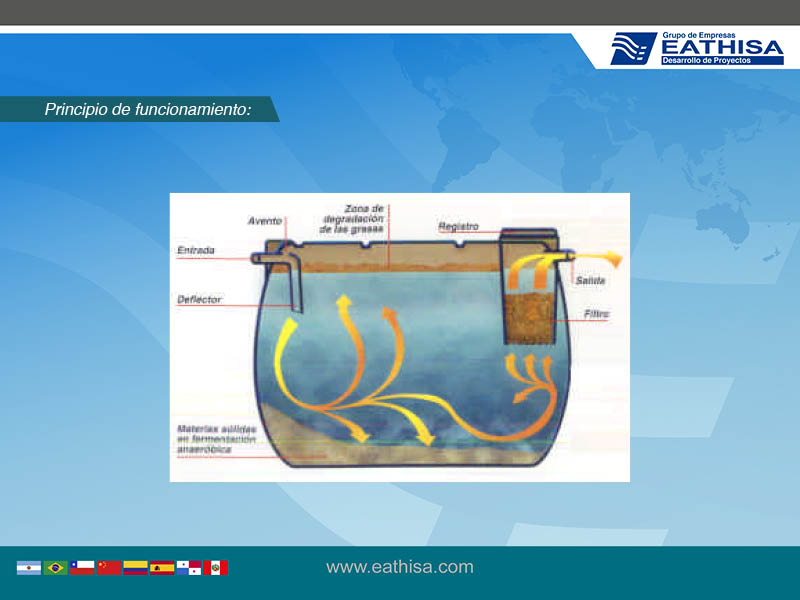 Grupo de Empresas
EATHISA
Desarrollo de Proyectos
Principio de funcionamiento:
Zona de
degradación
de las grasas
Avento
Registro
Entrada
Salida
Deflector
Filtro
Materias súlidas
en fermentación
anaeróbica
www.eathisa.com